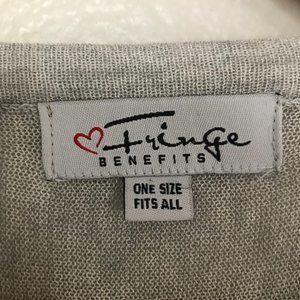 Fringe
BENEFITS
ONE SIZE
FITS ALL